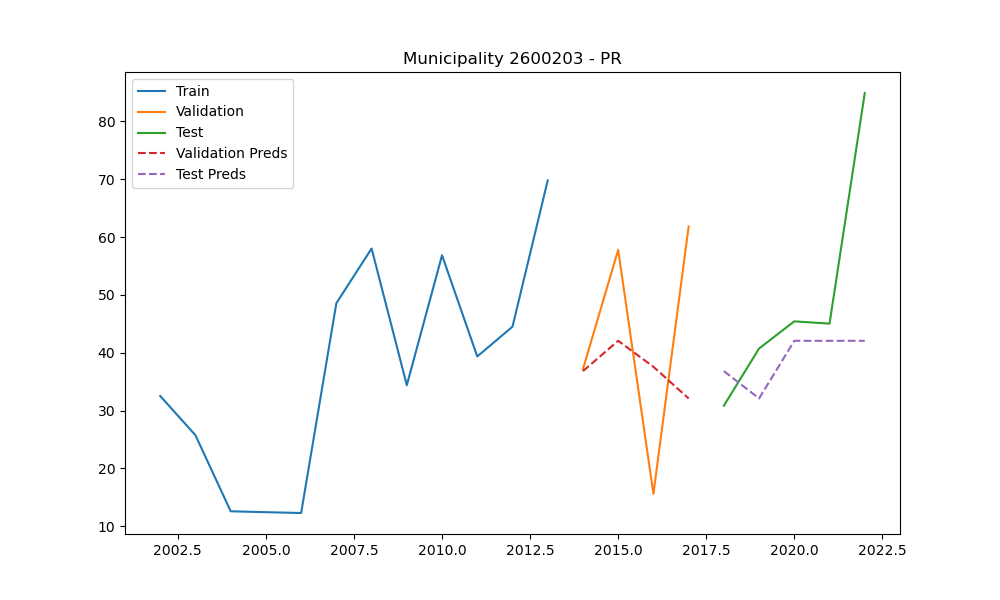 Municipality 2600203 - PR
Train
Validation
Test
Validation Preds
Test Preds
80
70
60
50
40
30
20
10
2002.5 2005.0 2007.5 2010.0 2012.5 2015.0 2017.5 2020.0 2022.5